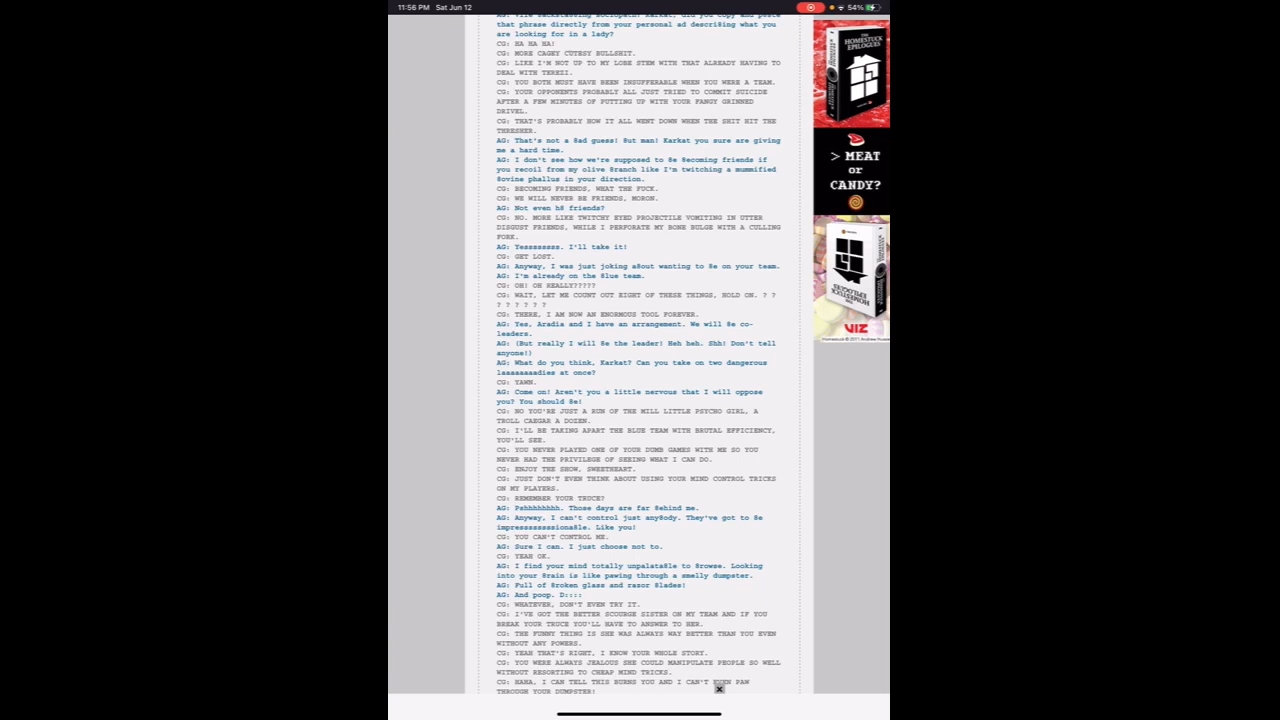 11:56 PM Sat Jun 12
54%
AG: Vile 8acksta88ing sociopath? Karkat, did you copy and paste
that phrase directly from your personal ad descri8ing what you
are looking for in a lady?
CG: HA HA HA!
CG: MORE CAGEY CUTESY BULLSHIT.
CG: LIKE I'M NOT UP TO MY LOBE STEM WITH THAT ALREADY HAVING TO
DEAL WITH TEREZI.
CG: YOU BOTH MUST HAVE BEEN INSUFFERABLE WHEN YOU WERE A TEAM.
CG: YOUR OPPONENTS PROBABLY ALL JUST TRIED TO COMMIT SUICIDE
AFTER A FEW MINUTES OF PUTTING UP WITH YOUR FANGY GRINNED
DRIVEL.
CG: THAT'S PROBABLY HOW IT ALL WENT DOWN WHEN THE SHIT HIT THE
THRESHER.
AG: That's not a 8ad guess! 8ut man! Karkat you sure are giving
me a hard time.
AG: I don't see how we're supposed to 8e 8ecoming friends if
you recoil from my olive 8ranch like I'm twitching a mummified
8ovine phallus in your direction.
CG: BECOMING FRIENDS, WHAT THE FUCK.
CG: WE WILL NEVER BE FRIENDS, MORON.
AG: Not even h8 friends?
CG: NO. MORE LIKE TWITCHY EYED PROJECTILE VOMITING IN UTTER
DISGUST FRIENDS, WHILE I PERFORATE MY BONE BULGE WITH A CULLING
FORK.
AG: Yessssssss. I'll take it!
CG: GET LOST.
AG: Anyway, I was just joking a8out wanting to 8e on your team.
AG: I'm already on the 8lue team.
CG: OH! OH REALLY?????
CG: WAIT, LET ME COUNT OUT EIGHT OF THESE THINGS, HOLD ON. ? ?
? ? ? ? ? ?
CG: THERE, I AM NOW AN ENORMOUS TOOL FOREVER.
AG: Yes, Aradia and I have an arrangement. We will 8e co-
leaders.
AG: (But really I will 8e the leader! Heh heh. Shh! Don't tell
anyone!)
AG: What do you think, Karkat? Can you take on two dangerous
laaaaaaaadies at once?
CG: YAWN.
AG: Come on! Aren't you a little nervous that I will oppose
you? You should 8e!
CG: NO YOU'RE JUST A RUN OF THE MILL LITTLE PSYCHO GIRL, A
TROLL CAEGAR A DOZEN.
CG: I'LL BE TAKING APART THE BLUE TEAM WITH BRUTAL EFFICIENCY,
YOU'LL SEE.
CG: YOU NEVER PLAYED ONE OF YOUR DUMB GAMES WITH ME SO YOU
NEVER HAD THE PRIVILEGE OF SEEING WHAT I CAN DO.
CG: ENJOY THE SHOW, SWEETHEART.
CG: JUST DON'T EVEN THINK ABOUT USING YOUR MIND CONTROL TRICKS
ON MY PLAYERS.
CG: REMEMBER YOUR TRUCE?
AG: Pshhhhhhhh. Those days are far 8ehind me.
AG: Anyway, I can't control just any8ody. They've got to 8e
impressssssssiona8le. Like you!
CG: YOU CAN'T CONTROL ME.
AG: Sure I can. I just choose not to.
CG: YEAH OK.
AG: I find your mind totally unpalata8le to 8rowse. Looking
into your 8rain is like pawing through a smelly dumpster.
AG: Full of 8roken glass and razor 8lades!
AG: And poop. D::::
CG: WHATEVER, DON'T EVEN TRY IT.
CG: I'VE GOT THE BETTER SCOURGE SISTER ON MY TEAM AND IF YOU
BREAK YOUR TRUCE YOU'LL HAVE TO ANSWER TO HER.
CG: THE FUNNY THING IS SHE WAS ALWAYS WAY BETTER THAN YOU EVEN
WITHOUT ANY POWERS.
CG: YEAH THAT'S RIGHT, I KNOW YOUR WHOLE STORY.
CG: YOU WERE ALWAYS JEALOUS SHE COULD MANIPULATE PEOPLE SO WELL
WITHOUT RESORTING TO CHEAP MIND TRICKS.
CG: HAHA, I CAN TELL THIS BURNS YOU AND I CAN'T EVEN PAW
THROUGH YOUR DUMPSTER!
THE
HOMESTUCK
EPILOGUES
> MEAT
or
CANDY?
THE
HOMESTUCK
EPILOGUES
VIZ
Homestuck © 2011 Andrew Hussie